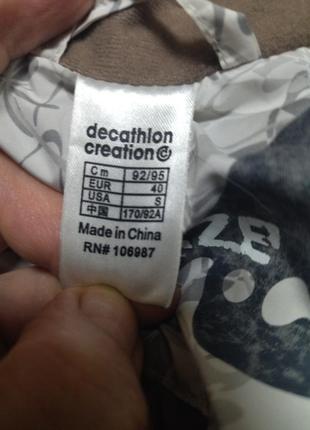 decathlon
creation©
Cm 92/95
EUR 40
USA S
中国 170/92A
Made in China
RN# 106987